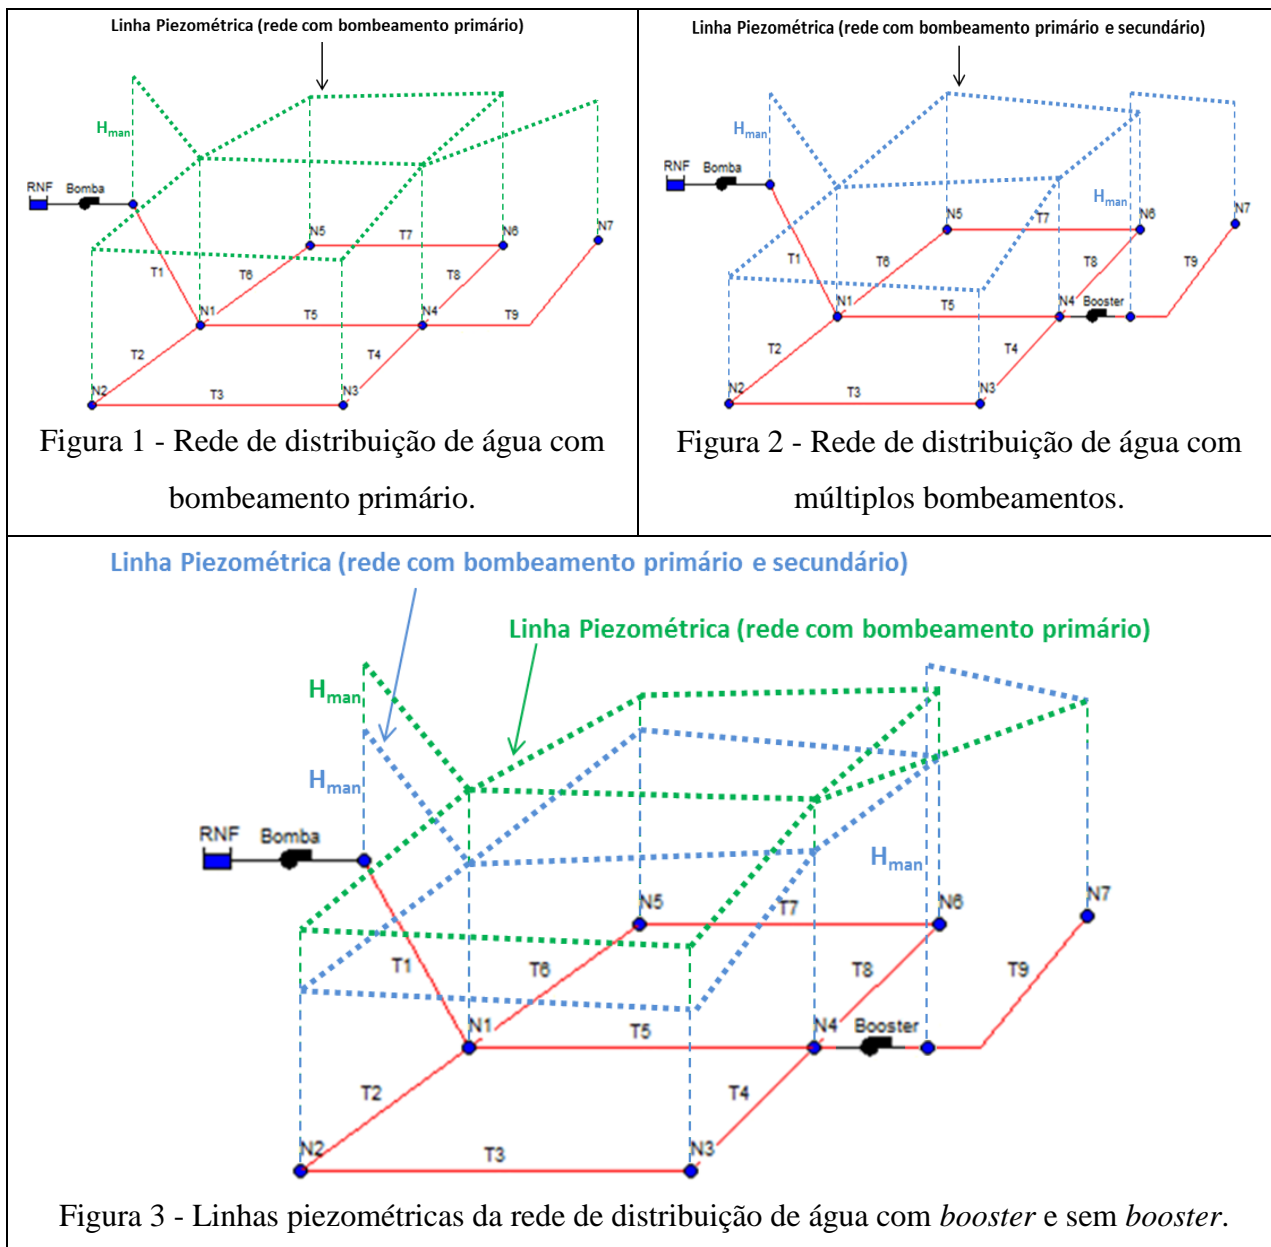 Linha Piezométrica (rede com bombeamento primário)
H_man
RNF
Bomba
N5
T7
N6
N7
T1
T6
T8
N1
T5
N4
T9
T2
T4
N2
T3
N3
Figura 1 - Rede de distribuição de água com
bombeamento primário.
Linha Piezométrica (rede com bombeamento primário e secundário)
H_man
RNF
Bomba
H_man
N5
T7
N6
N7
T1
T6
T8
T9
N1
T5
N4
Booster
T2
T4
N2
T3
N3
Figura 2 - Rede de distribuição de água com
múltiplos bombeamentos.
Linha Piezométrica (rede com bombeamento primário e secundário)
Linha Piezométrica (rede com bombeamento primário)
H_man
H_man
RNF
Bomba
H_man
N5
T7
N6
N7
T1
T6
T8
T9
N1
T5
N4
Booster
T2
T4
N2
T3
N3
Figura 3 - Linhas piezométricas da rede de distribuição de água com booster e sem booster.